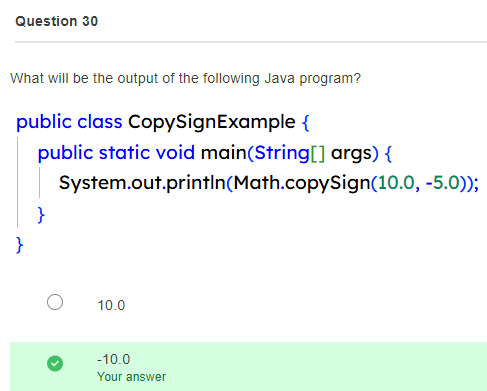 Question 30
What will be the output of the following Java program?
public class CopySignExample {
public static void main(String[] args) {
System.out.println(Math.copySign(10.0, -5.0));
}
}
10.0
-10.0
Your answer